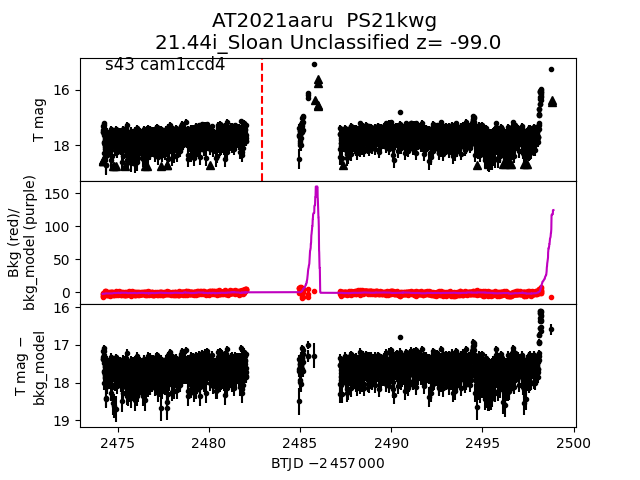 AT2021aaru PS21kwg
21.44i_Sloan Unclassified z= -99.0
s43 cam1ccd4
T mag
16
18
Bkg (red)/
bkg_model (purple)
150
100
50
0
T mag −
bkg_model
16
17
18
19
2475 2480 2485 2490 2495 2500
BTJD −2 457 000